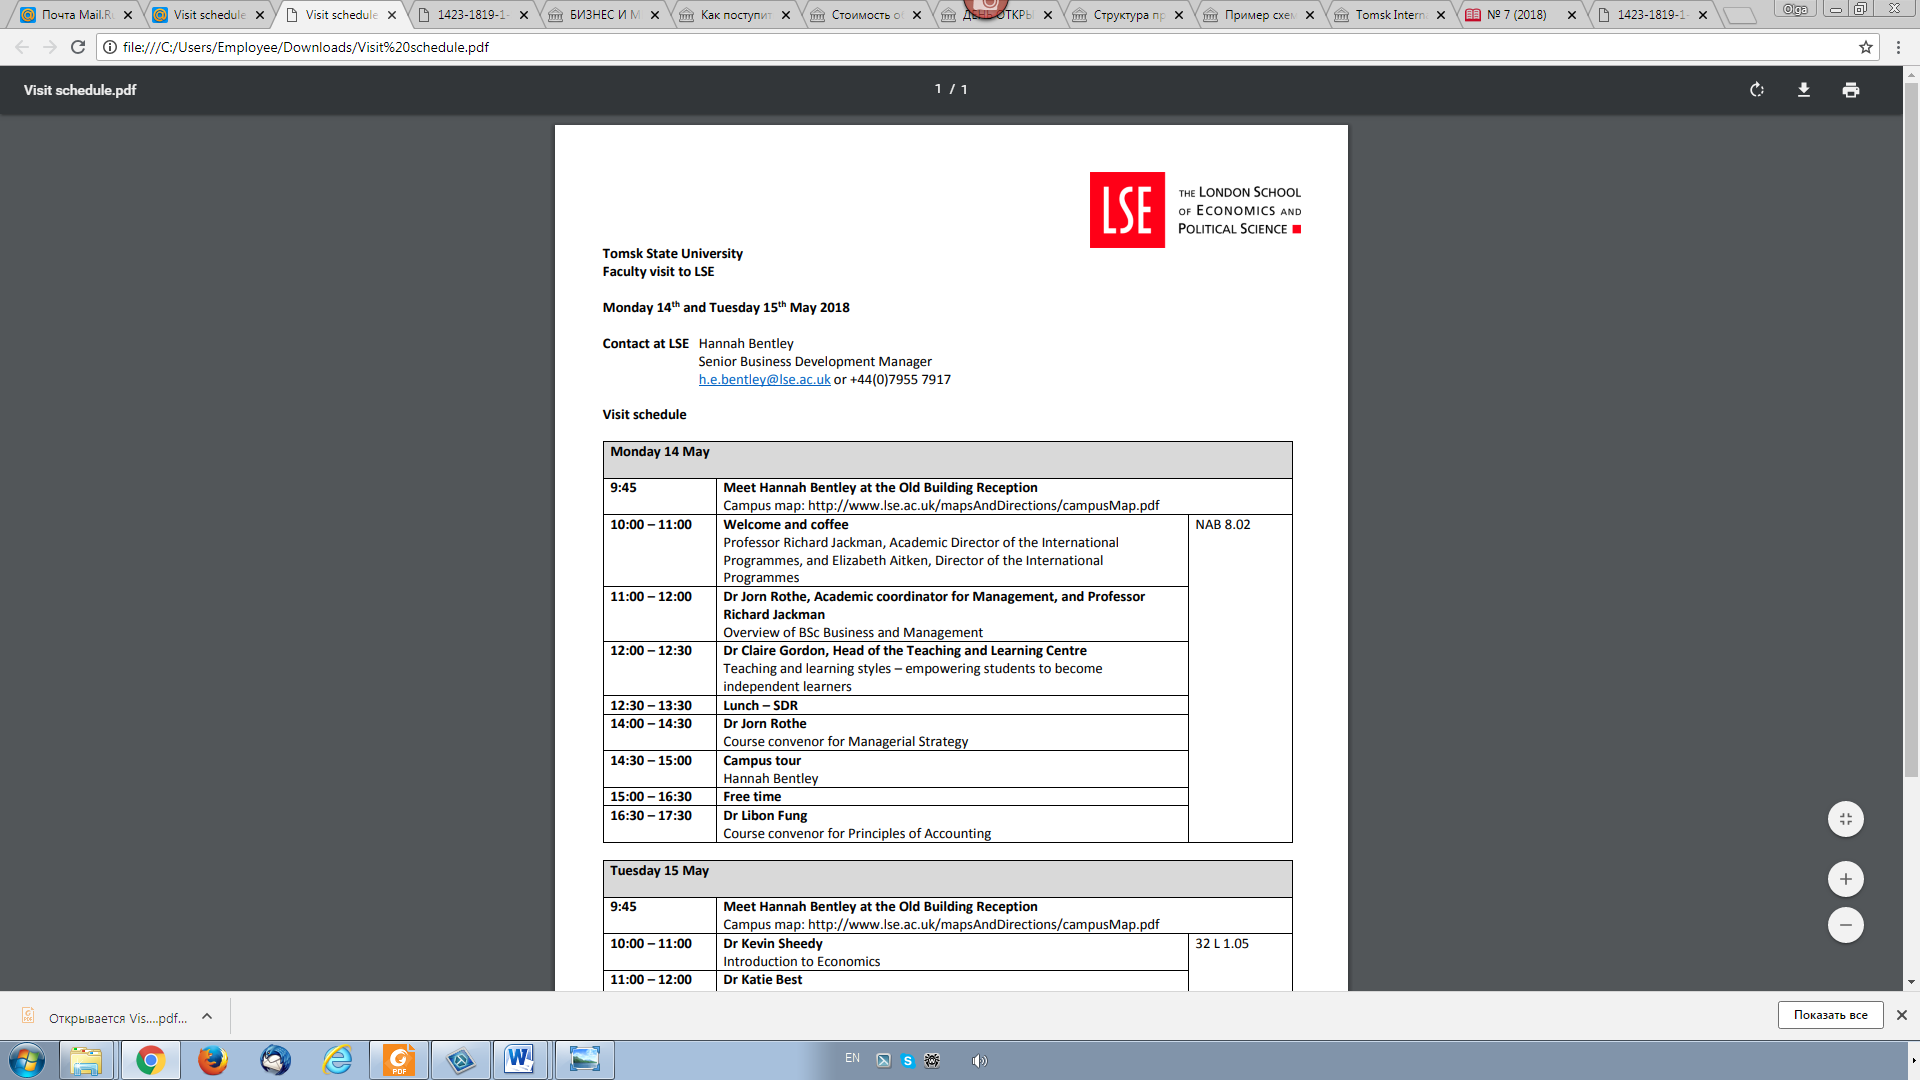 Почта Mail.Ru
Visit schedule
Visit schedule
1423-1819-1-
БИЗНЕС И М
Как поступит
Стоимость об
ДЕНЬ ОТКРЫ
Структура пр
Пример схем
Tomsk Intern
№ 7 (2018)
1423-1819-1-
Olga
file:///C:/Users/Employee/Downloads/Visit%20schedule.pdf
Visit schedule.pdf
1 / 1
LSE
THE LONDON SCHOOL
OF ECONOMICS AND
POLITICAL SCIENCE
Tomsk State University
Faculty visit to LSE
Monday 14th and Tuesday 15th May 2018
Contact at LSE Hannah Bentley
Senior Business Development Manager
h.e.bentley@lse.ac.uk or +44(0)7955 7917
Visit schedule
Monday 14 May
9:45 Meet Hannah Bentley at the Old Building Reception
Campus map: http://www.lse.ac.uk/mapsAndDirections/campusMap.pdf
10:00 – 11:00 Welcome and coffee NAB 8.02
Professor Richard Jackman, Academic Director of the International
Programmes, and Elizabeth Aitken, Director of the International
Programmes
11:00 – 12:00 Dr Jorn Rothe, Academic coordinator for Management, and Professor
Richard Jackman
Overview of BSc Business and Management
12:00 – 12:30 Dr Claire Gordon, Head of the Teaching and Learning Centre
Teaching and learning styles – empowering students to become
independent learners
12:30 – 13:30 Lunch – SDR
14:00 – 14:30 Dr Jorn Rothe
Course convenor for Managerial Strategy
14:30 – 15:00 Campus tour
Hannah Bentley
15:00 – 16:30 Free time
16:30 – 17:30 Dr Libon Fung
Course convenor for Principles of Accounting
Tuesday 15 May
9:45 Meet Hannah Bentley at the Old Building Reception
Campus map: http://www.lse.ac.uk/mapsAndDirections/campusMap.pdf
10:00 – 11:00 Dr Kevin Sheedy 32 L 1.05
Introduction to Economics
11:00 – 12:00 Dr Katie Best
Открывается Vis....pdf...
Показать все
PDF
EN